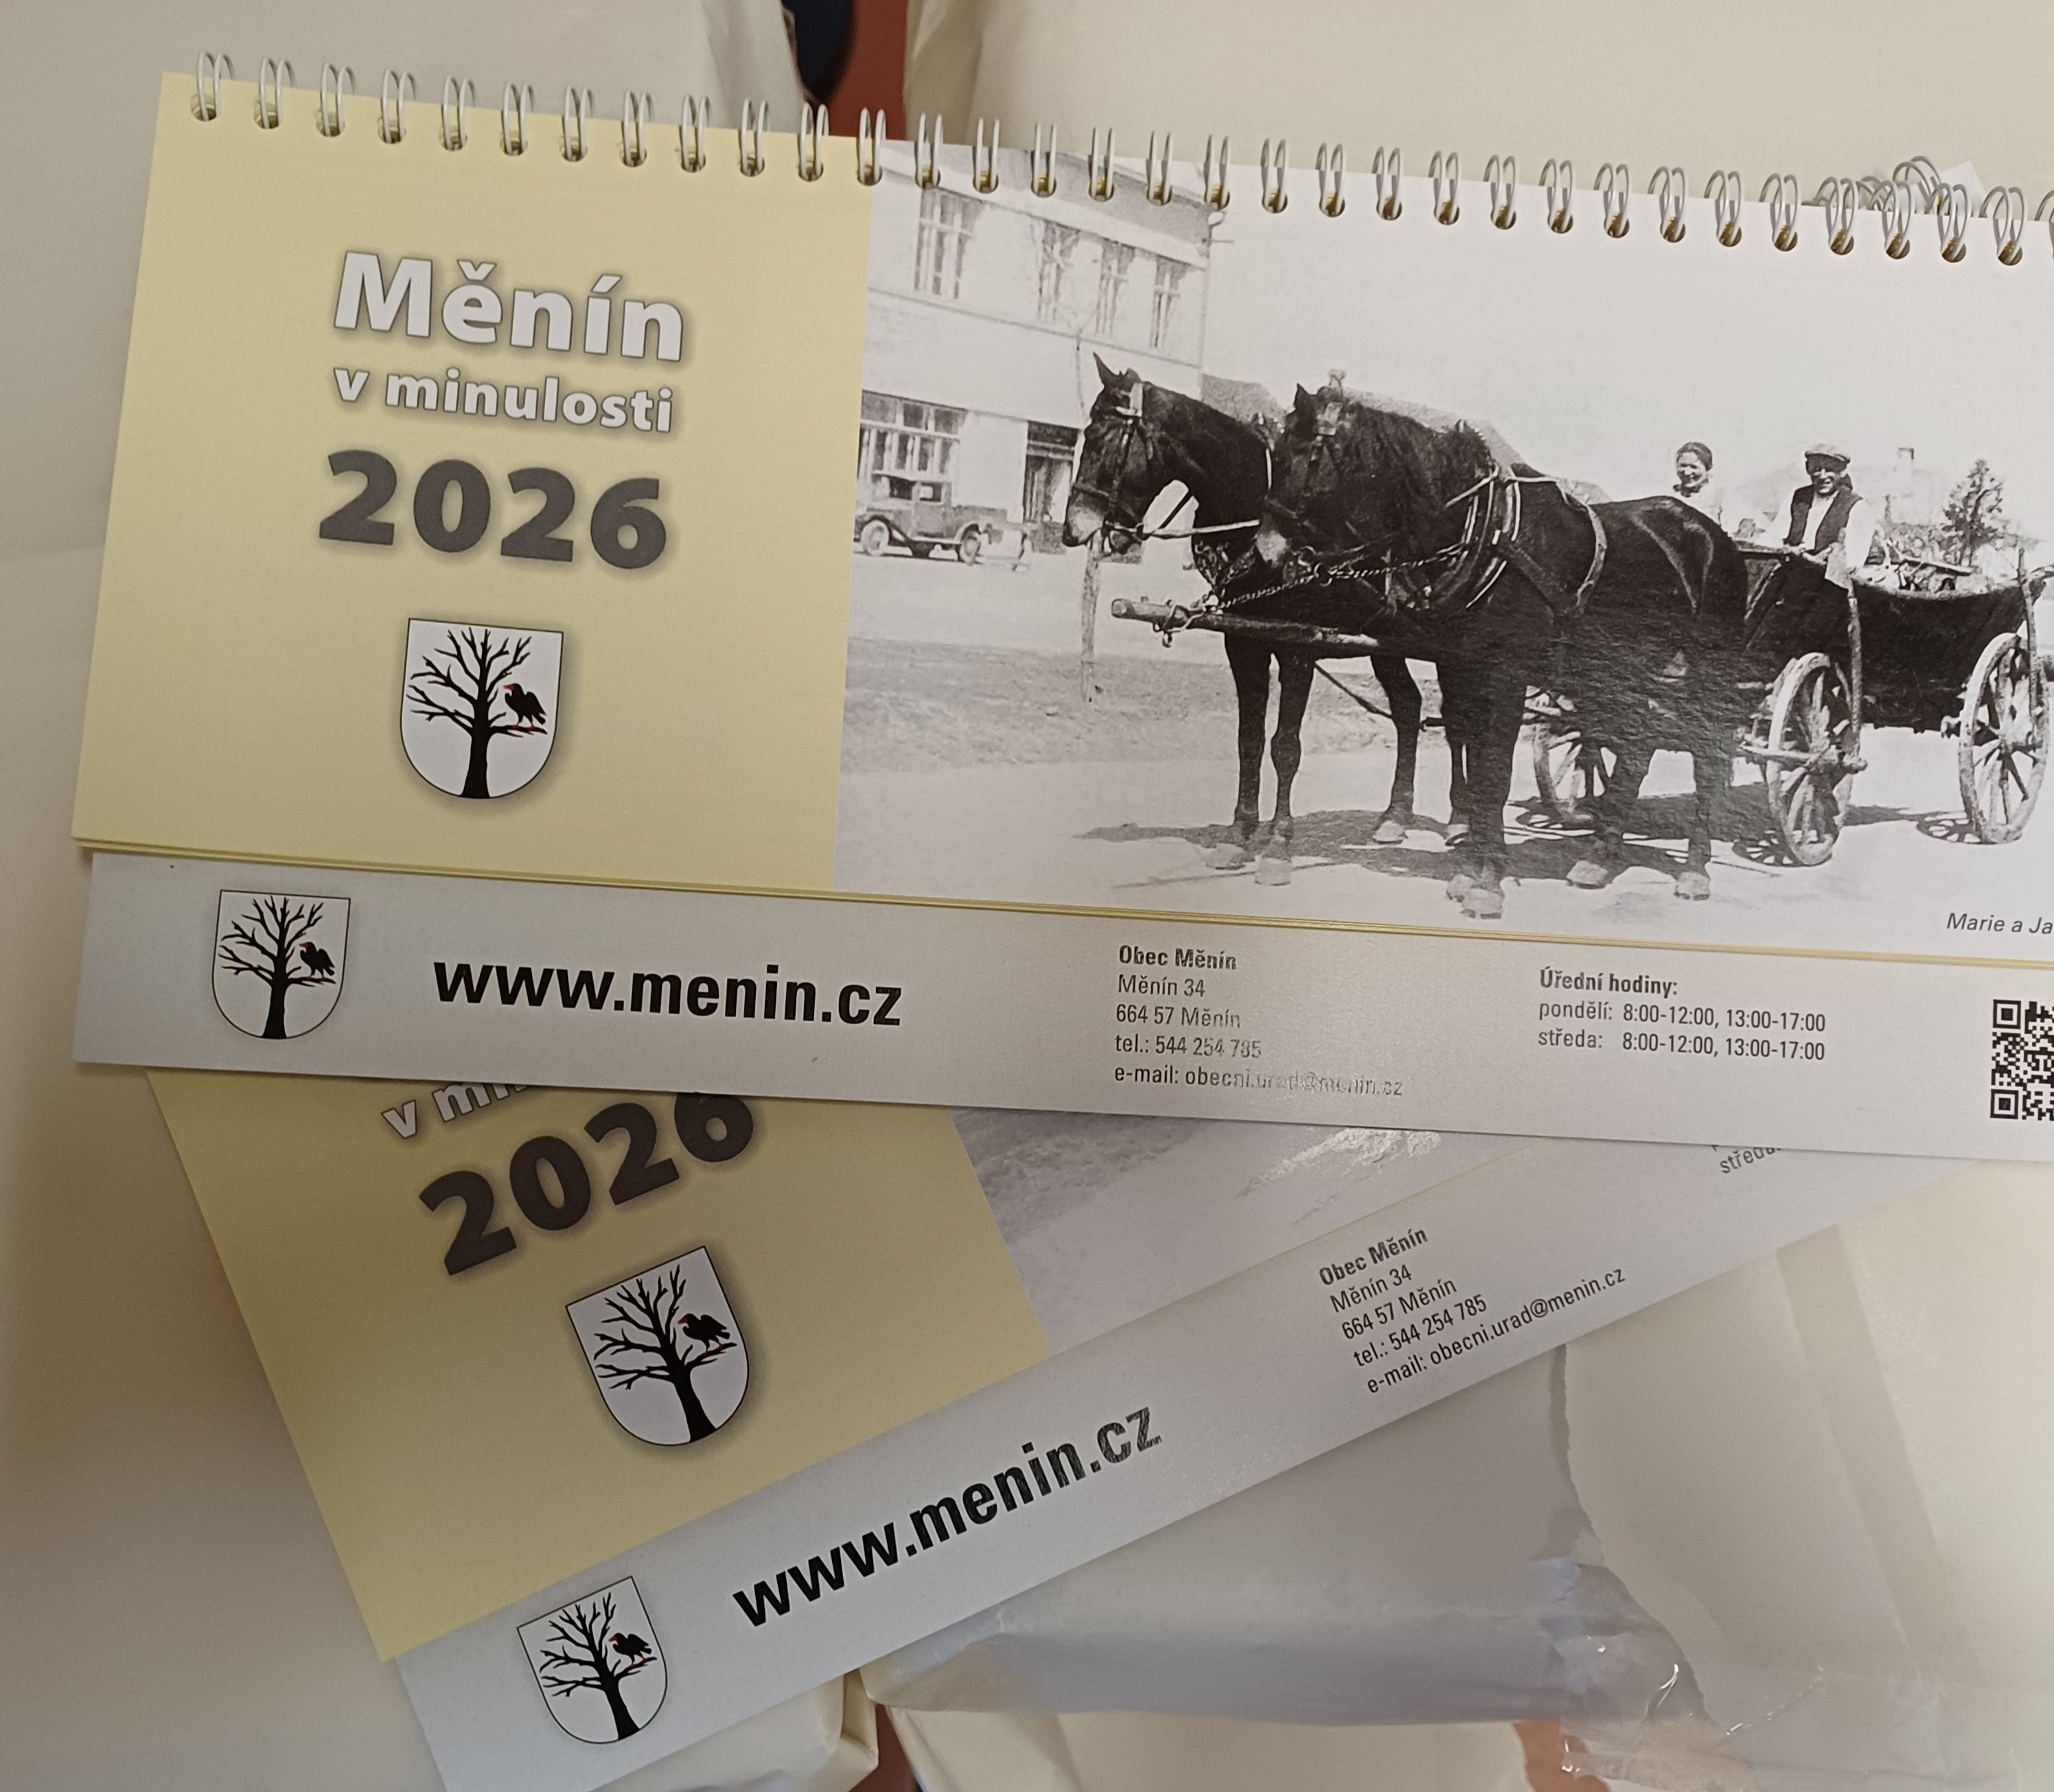 Měnín
v minulosti
2026
Marie a Ja
www.menin.cz
Obec Měnín
Měnín 34
664 57 Měnín
tel.: 544 254 785
e-mail: obecni.urad@menin.cz
Úřední hodiny:
pondělí: 8:00-12:00, 13:00-17:00
středa: 8:00-12:00, 13:00-17:00
v mi
2026
www.menin.cz
Obec Měnín
Měnín 34
664 57 Měnín
tel.: 544 254 785
e-mail: obecni.urad@menin.cz
středa: